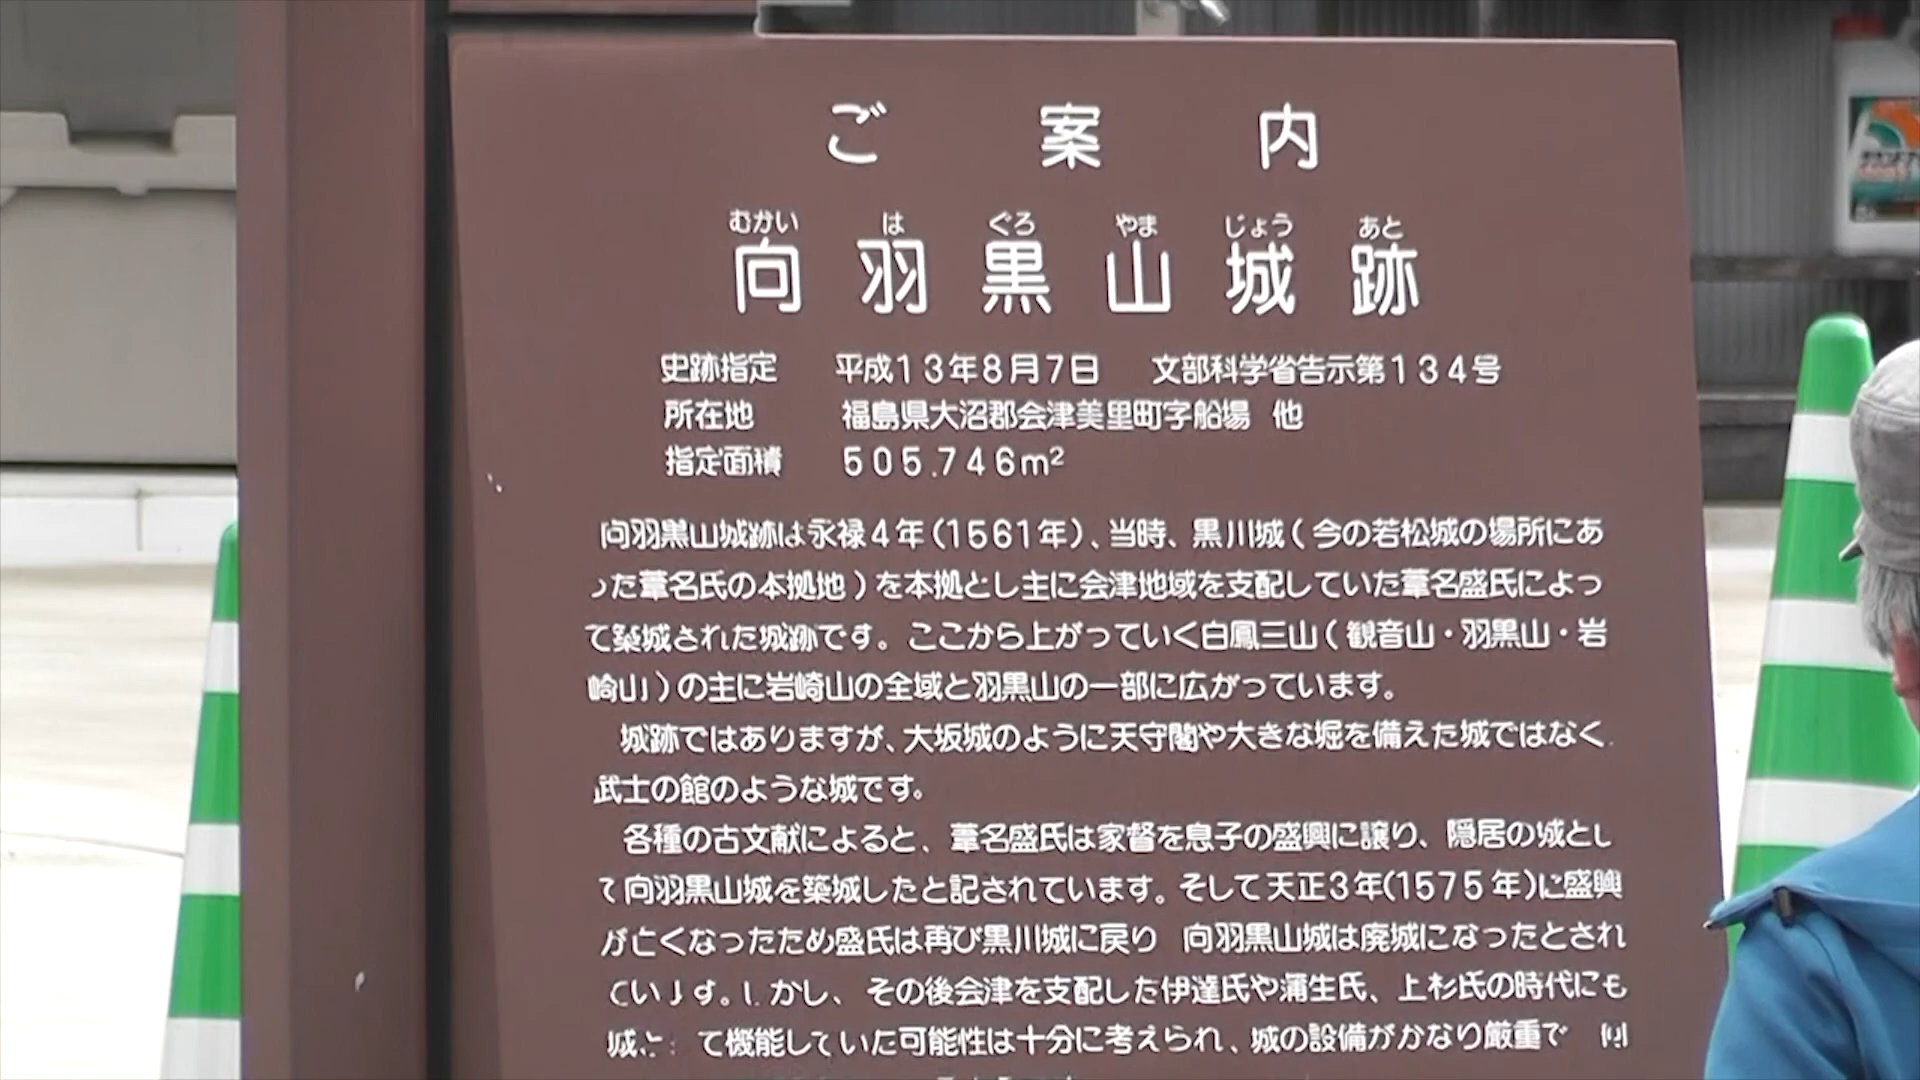 ご案内
むかい は ぐろ やま じょう あと
向羽黒山城跡
史跡指定 平成13年8月7日 文部科学省告示第134号
所在地 福島県大沼郡会津美里町字船場 他
指定面積 505.746m²
向羽黒山城跡は永禄4年(1561年)、当時、黒川城(今の若松城の場所にあ
った葦名氏の本拠地)を本拠とし主に会津地域を支配していた葦名盛氏によっ
て築城された城跡です。ここから上がっていく白鳳三山(観音山・羽黒山・岩
崎山)の主に岩崎山の全域と羽黒山の一部に広がっています。
城跡ではありますが、大坂城のように天守閣や大きな堀を備えた城ではなく.
武士の館のような城です。
各種の古文献によると、葦名盛氏は家督を息子の盛興に譲り、隠居の城とし
て向羽黒山城を築城したと記されています。そして天正3年(1575年)に盛興
が亡くなったため盛氏は再び黒川城に戻り 向羽黒山城は廃城になったとされ
ています。しかし、その後会津を支配した伊達氏や蒲生氏、上杉氏の時代にも
城と て機能していた可能性は十分に考えられ、城の設備がかなり厳重で